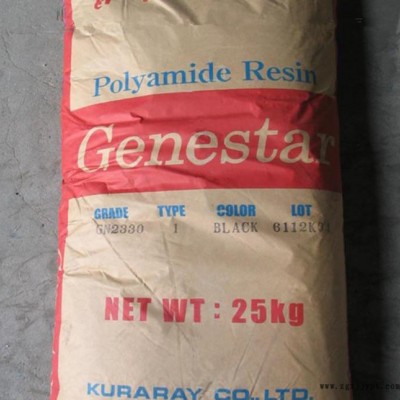 Polyamide Resin
Genestar
GRADE TYPE COLOR LOT
GN2330 1 BLACK
NET WT: 25kg
KURARAY CO.,LTD.